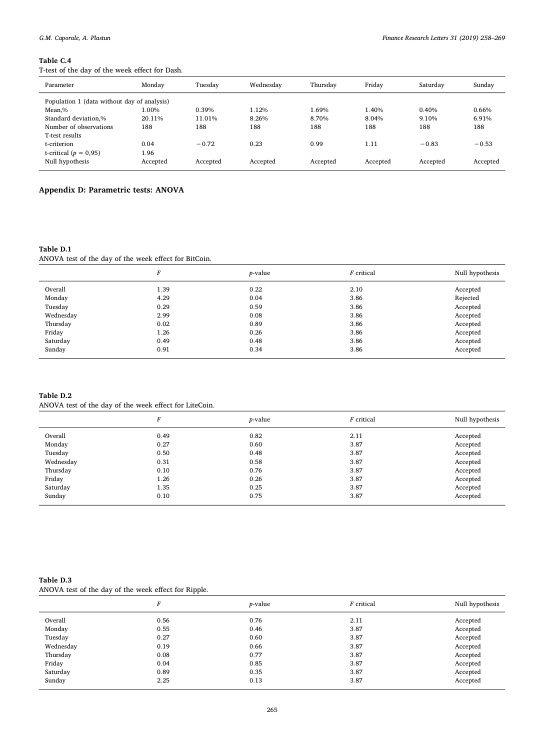 G.M. Caporale, A. Plastun Finance Research Letters 31 (2019) 258–269
Table C.4
T-test of the day of the week effect for Dash.
Parameter Monday Tuesday Wednesday Thursday Friday Saturday Sunday
Population 1 (data without day of analysis)
Mean,% 1.00% 0.39% 1.12% 1.69% 1.40% 0.40% 0.66%
Standard deviation,% 20.11% 11.01% 8.26% 8.70% 8.04% 9.10% 6.91%
Number of observations 188 188 188 188 188 188 188
T-test results
t-criterion 0.04 −0.72 0.23 0.99 1.11 −0.83 −0.53
t-critical (p = 0,95) 1.96
Null hypothesis Accepted Accepted Accepted Accepted Accepted Accepted Accepted
Appendix D: Parametric tests: ANOVA
Table D.1
ANOVA test of the day of the week effect for BitCoin.
F p-value F critical Null hypothesis
Overall 1.39 0.22 2.10 Accepted
Monday 4.29 0.04 3.86 Rejected
Tuesday 0.29 0.59 3.86 Accepted
Wednesday 2.99 0.08 3.86 Accepted
Thursday 0.02 0.89 3.86 Accepted
Friday 1.26 0.26 3.86 Accepted
Saturday 0.49 0.48 3.86 Accepted
Sunday 0.91 0.34 3.86 Accepted
Table D.2
ANOVA test of the day of the week effect for LiteCoin.
F p-value F critical Null hypothesis
Overall 0.49 0.82 2.11 Accepted
Monday 0.27 0.60 3.87 Accepted
Tuesday 0.50 0.48 3.87 Accepted
Wednesday 0.31 0.58 3.87 Accepted
Thursday 0.10 0.76 3.87 Accepted
Friday 1.26 0.26 3.87 Accepted
Saturday 1.35 0.25 3.87 Accepted
Sunday 0.10 0.75 3.87 Accepted
Table D.3
ANOVA test of the day of the week effect for Ripple.
F p-value F critical Null hypothesis
Overall 0.56 0.76 2.11 Accepted
Monday 0.55 0.46 3.87 Accepted
Tuesday 0.27 0.60 3.87 Accepted
Wednesday 0.19 0.66 3.87 Accepted
Thursday 0.08 0.77 3.87 Accepted
Friday 0.04 0.85 3.87 Accepted
Saturday 0.89 0.35 3.87 Accepted
Sunday 2.25 0.13 3.87 Accepted
265